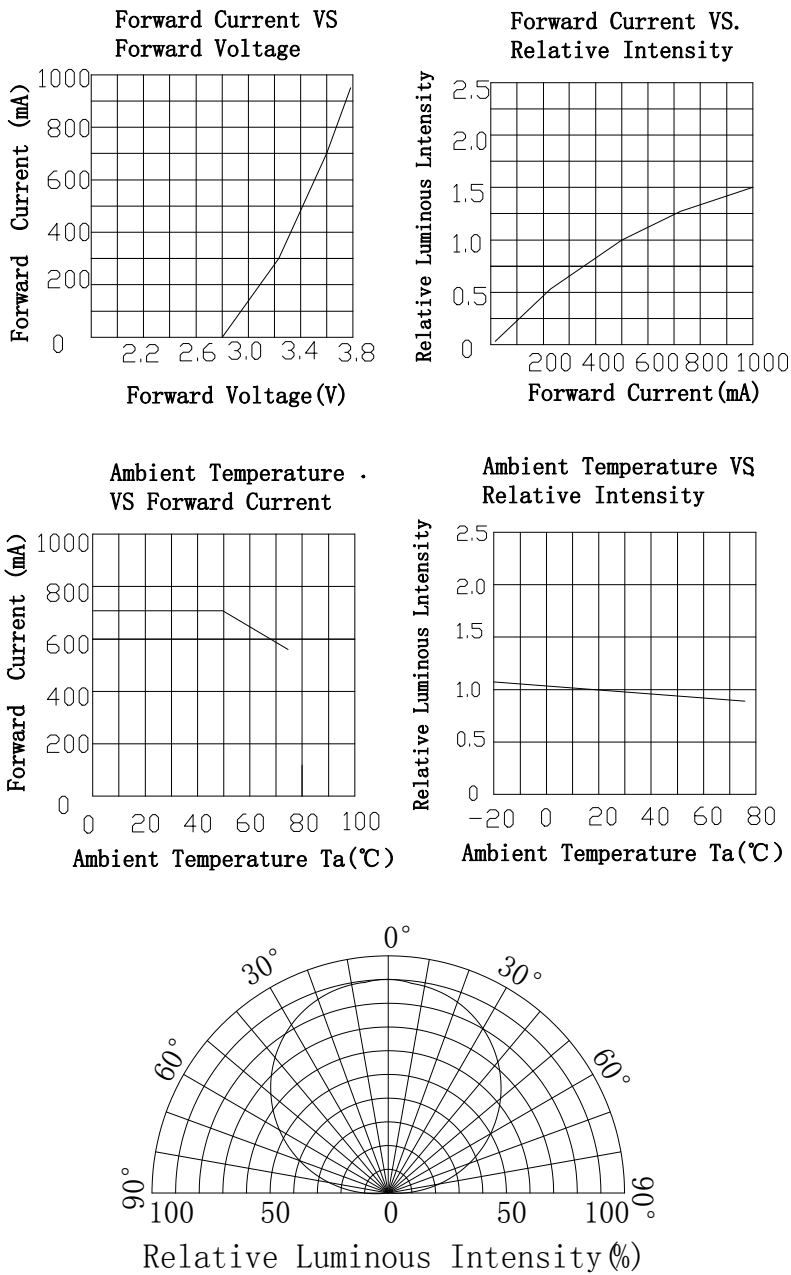 Forward Current VS
Forward Voltage
Forward Current (mA)
1000
800
600
400
200
0
2.2 2.6 3.0 3.4 3.8
Forward Voltage(V)
Forward Current VS.
Relative Intensity
Relative Luminous Lntensity
2.5
2.0
1.5
1.0
0.5
0
200 400 600 800 1000
Forward Current(mA)
Ambient Temperature .
VS Forward Current
Forward Current (mA)
1000
800
600
400
200
0
0 20 40 60 80 100
Ambient Temperature Ta(℃)
Ambient Temperature VS
Relative Intensity
Relative Luminous Lntensity
2.5
2.0
1.5
1.0
0.5
0
-20 0 20 40 60 80
Ambient Temperature Ta(℃)
0°
30° 30°
60° 60°
90° 90°
100 50 0 50 100
Relative Luminous Intensity(%)